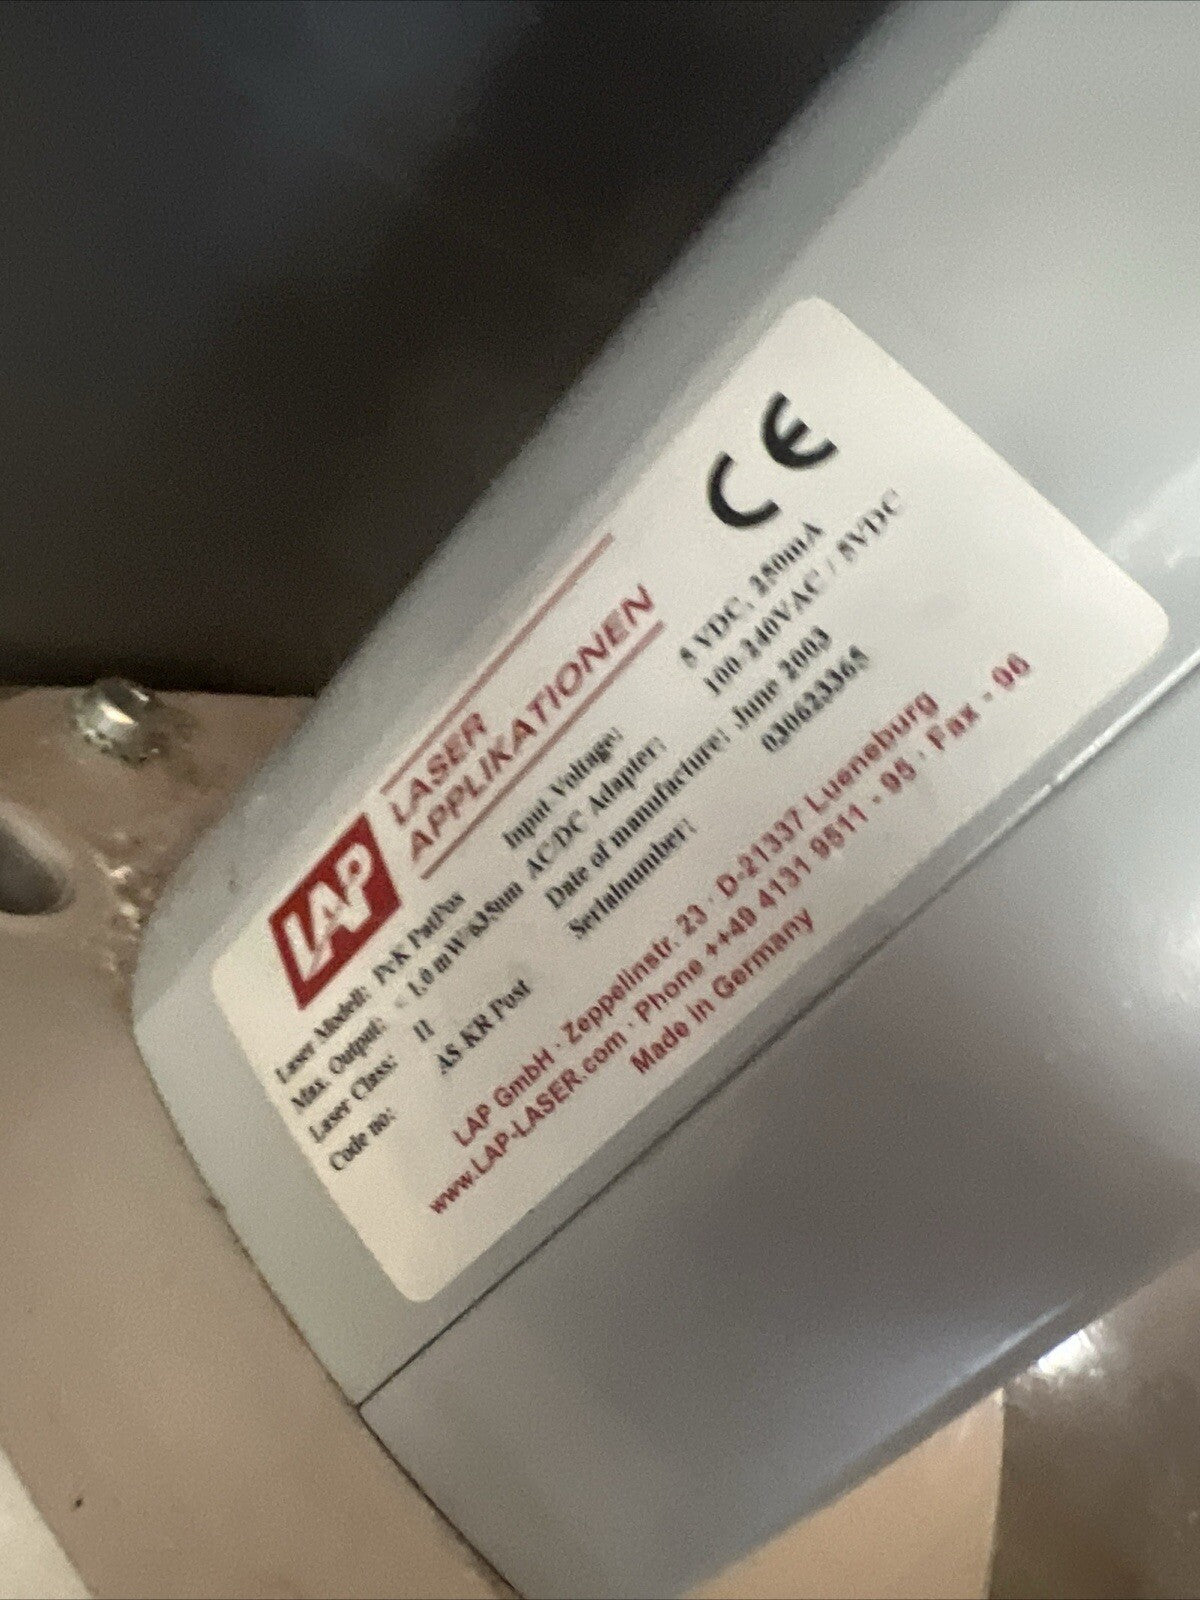 CE
LAP
LASER
APPLIKATIONEN
Laser Modell: PatPos
Max. Output: < 1,0 mW/635nm
Laser Class: II
Code no: AS KR Post
Input Voltage: 5 VDC, 250mA
AC/DC Adapter: 100-240VAC / 5VDC
Date of manufacture: June 2003
Serialnumber: 030623365
LAP GmbH · Zeppelinstr. 23 · D-21337 Lueneburg
www.LAP-LASER.com · Phone ++49 4131 9511 - 95 · Fax - 96
Made in Germany